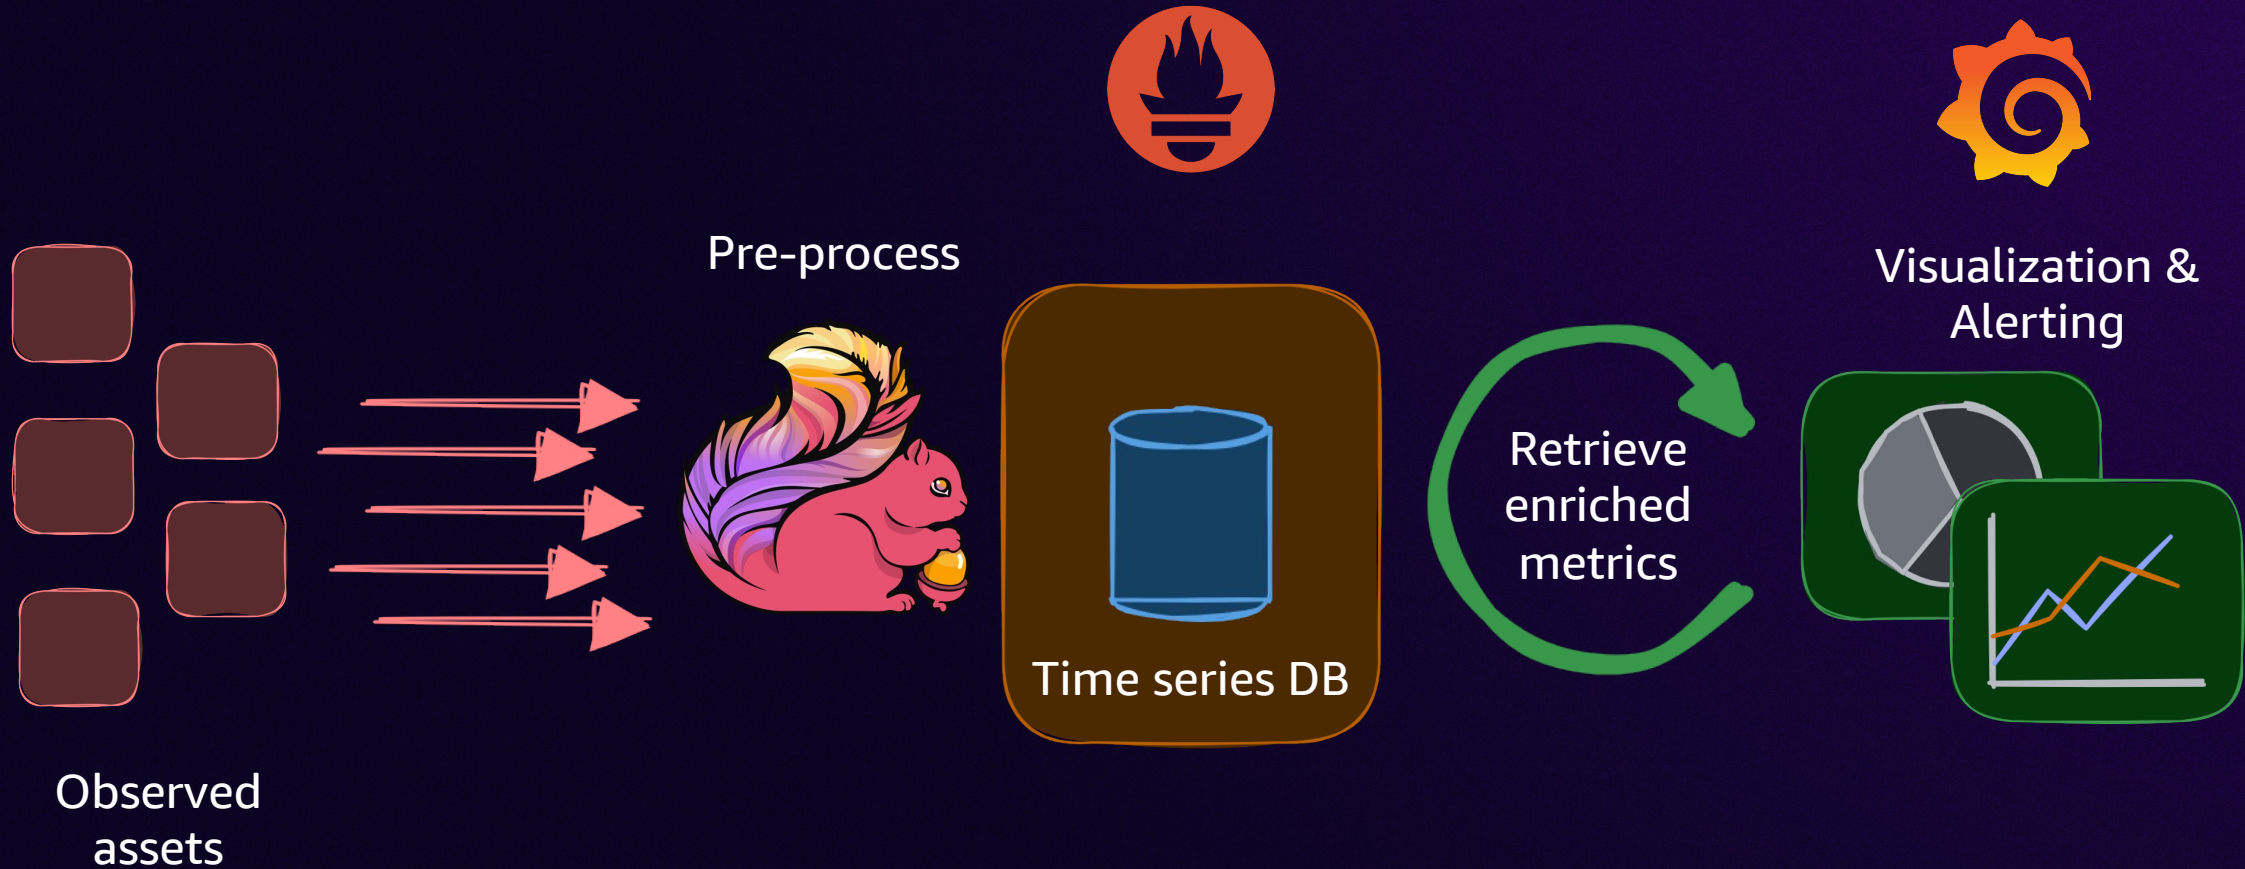 Pre-process
Visualization &
Alerting
Retrieve
enriched
metrics
Time series DB
Observed
assets